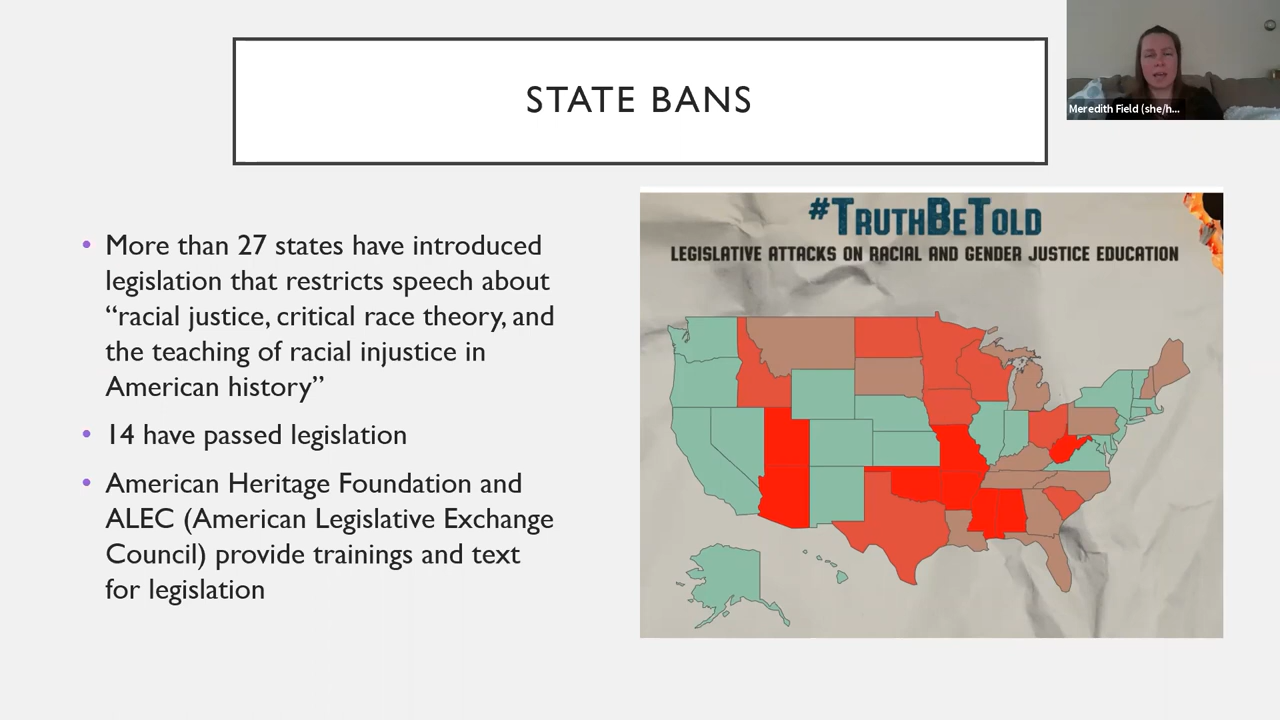 STATE BANS
Meredith Field (she/h...
• More than 27 states have introduced
legislation that restricts speech about
“racial justice, critical race theory, and
the teaching of racial injustice in
American history”
• 14 have passed legislation
• American Heritage Foundation and
ALEC (American Legislative Exchange
Council) provide trainings and text
for legislation
#TRUTHBETOLD
LEGISLATIVE ATTACKS ON RACIAL AND GENDER JUSTICE EDUCATION